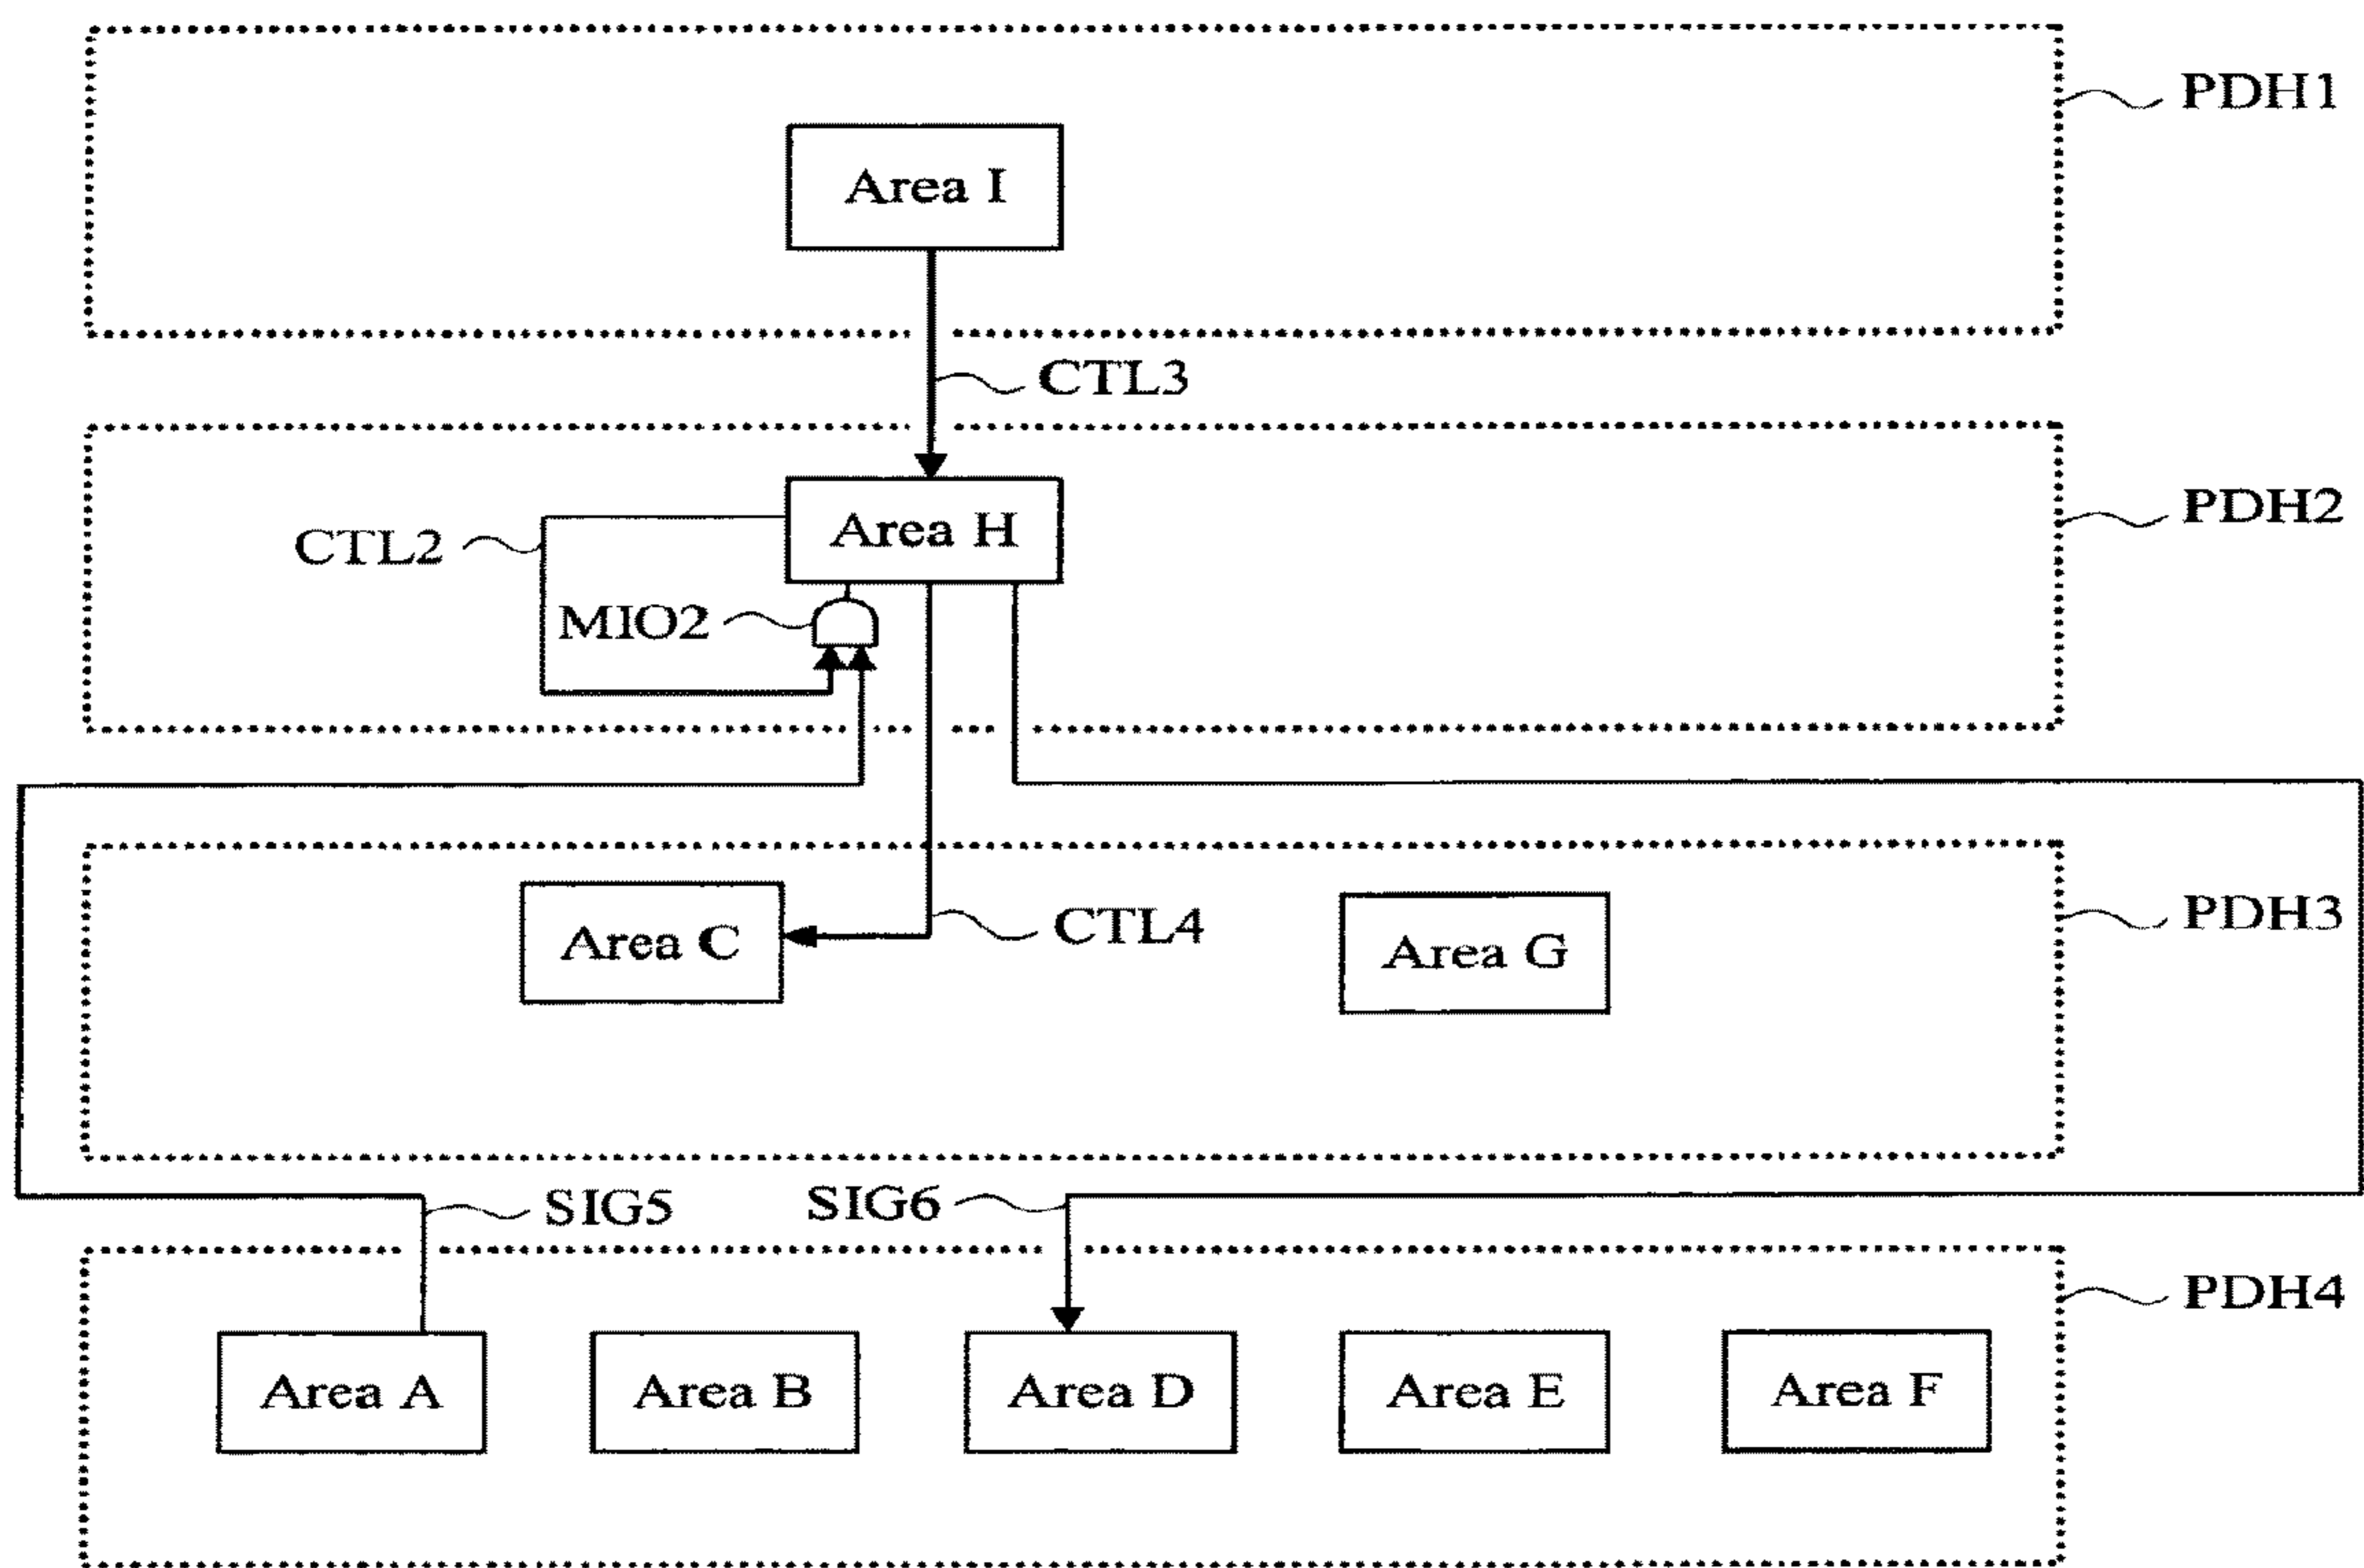 PDH1
Area I
CTL3
PDH2
Area H
CTL2
MIO2
PDH3
Area C
CTL4
Area G
SIG5
SIG6
PDH4
Area A
Area B
Area D
Area E
Area F